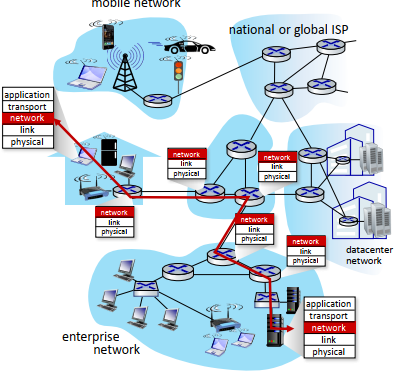 mobile network
national or global ISP
application
transport
network
link
physical
network
link
physical
network
link
physical
network
link
physical
network
link
physical
network
link
physical
datacenter
network
application
transport
network
link
physical
enterprise
network